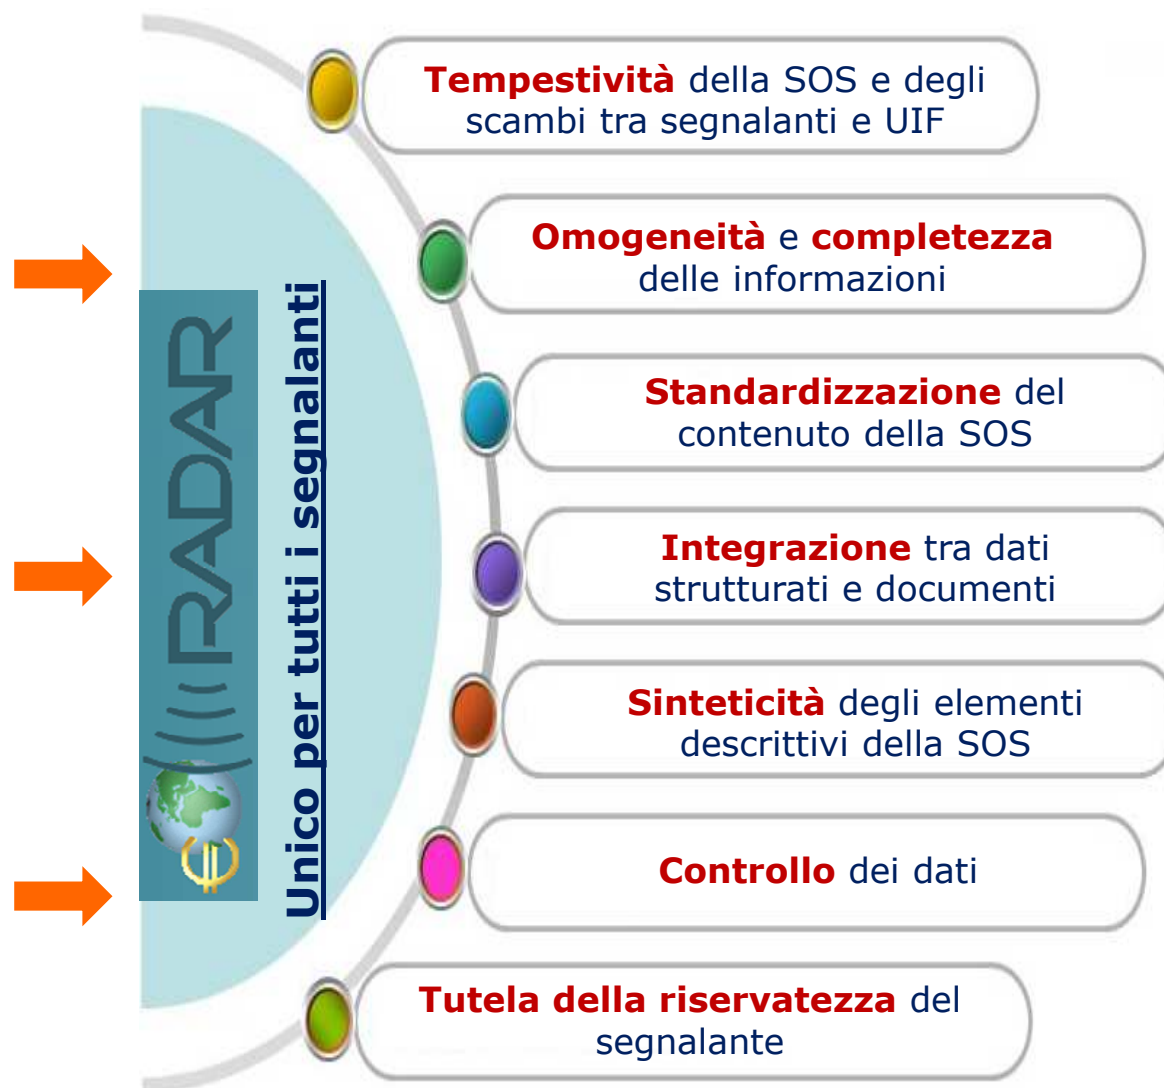 Tempestività della SOS e degli
scambi tra segnalanti e UIF
Omogeneità e completezza
delle informazioni
Standardizzazione del
contenuto della SOS
Integrazione tra dati
strutturati e documenti
Sinteticità degli elementi
descrittivi della SOS
Controllo dei dati
Tutela della riservatezza del
segnalante
RADAR
Unico per tutti i segnalanti